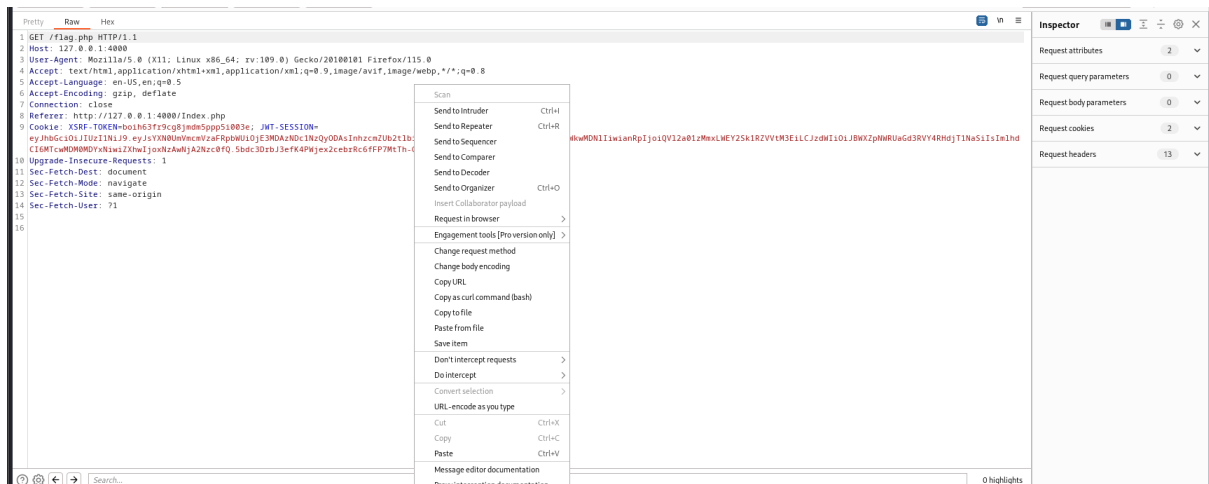 Pretty Raw Hex
\n
Inspector
1 GET /flag.php HTTP/1.1
2 Host: 127.0.0.1:4000
3 User-Agent: Mozilla/5.0 (X11; Linux x86_64; rv:109.0) Gecko/20100101 Firefox/115.0
4 Accept: text/html,application/xhtml+xml,application/xml;q=0.9,image/avif,image/webp,*/*;q=0.8
5 Accept-Language: en-US,en;q=0.5
6 Accept-Encoding: gzip, deflate
7 Connection: close
8 Referer: http://127.0.0.1:4000/Index.php
9 Cookie: XSRF-TOKEN=boih63fr9cg8jmdm5ppp5i003e; JWT-SESSION=
10 Upgrade-Insecure-Requests: 1
11 Sec-Fetch-Dest: document
12 Sec-Fetch-Mode: navigate
13 Sec-Fetch-Site: same-origin
14 Sec-Fetch-User: ?1
15
16
Scan
Send to Intruder Ctrl+I
Send to Repeater Ctrl+R
Send to Sequencer
Send to Comparer
Send to Decoder
Send to Organizer Ctrl+O
Insert Collaborator payload
Request in browser
Engagement tools [Pro version only]
Change request method
Change body encoding
Copy URL
Copy as curl command (bash)
Copy to file
Paste from file
Save item
Don't intercept requests
Do intercept
Convert selection
URL-encode as you type
Cut Ctrl+X
Copy Ctrl+C
Paste Ctrl+V
Message editor documentation
Request attributes 2
Request query parameters 0
Request body parameters 0
Request cookies 2
Request headers 13
Search...
0 highlights